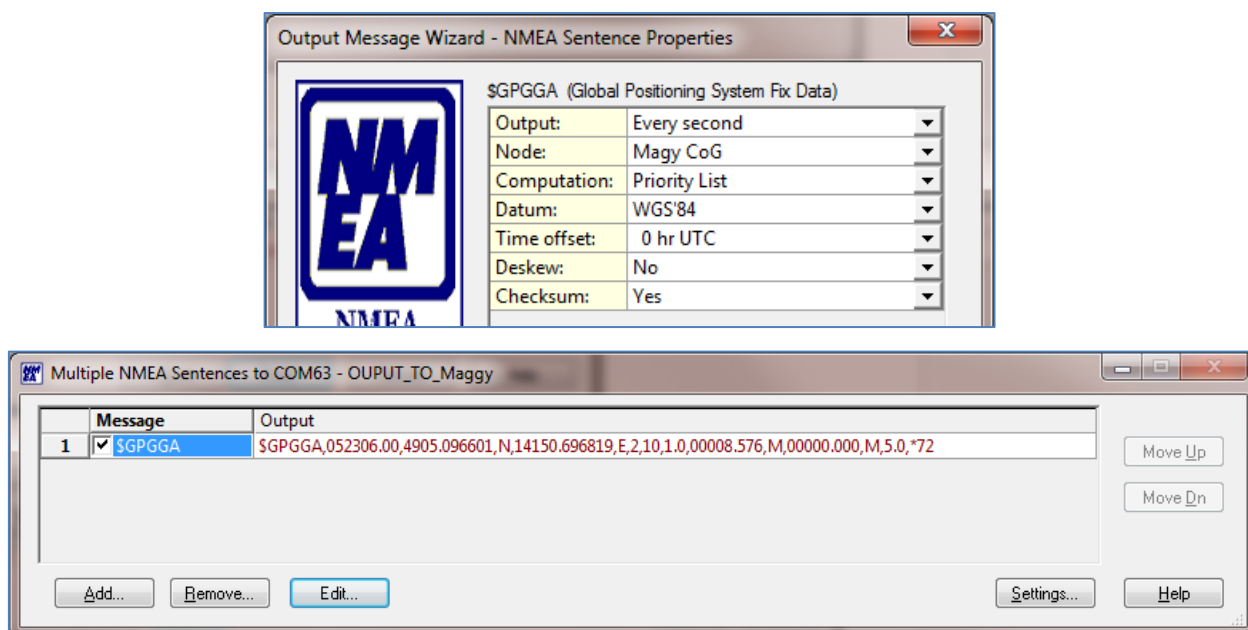 Output Message Wizard - NMEA Sentence Properties
$GPGGA (Global Positioning System Fix Data)
Output: Every second
Node: Magy CoG
Computation: Priority List
Datum: WGS'84
Time offset: 0 hr UTC
Deskew: No
Checksum: Yes
NM
EA
NMEA
Multiple NMEA Sentences to COM63 - OUPUT_TO_Maggy
Message Output
1 $GPGGA $GPGGA,052306.00,4905.096601,N,14150.696819,E,2,10,1.0,00008.576,M,00000.000,M,5.0,*72
Move Up
Move Dn
Add... Remove... Edit... Settings... Help